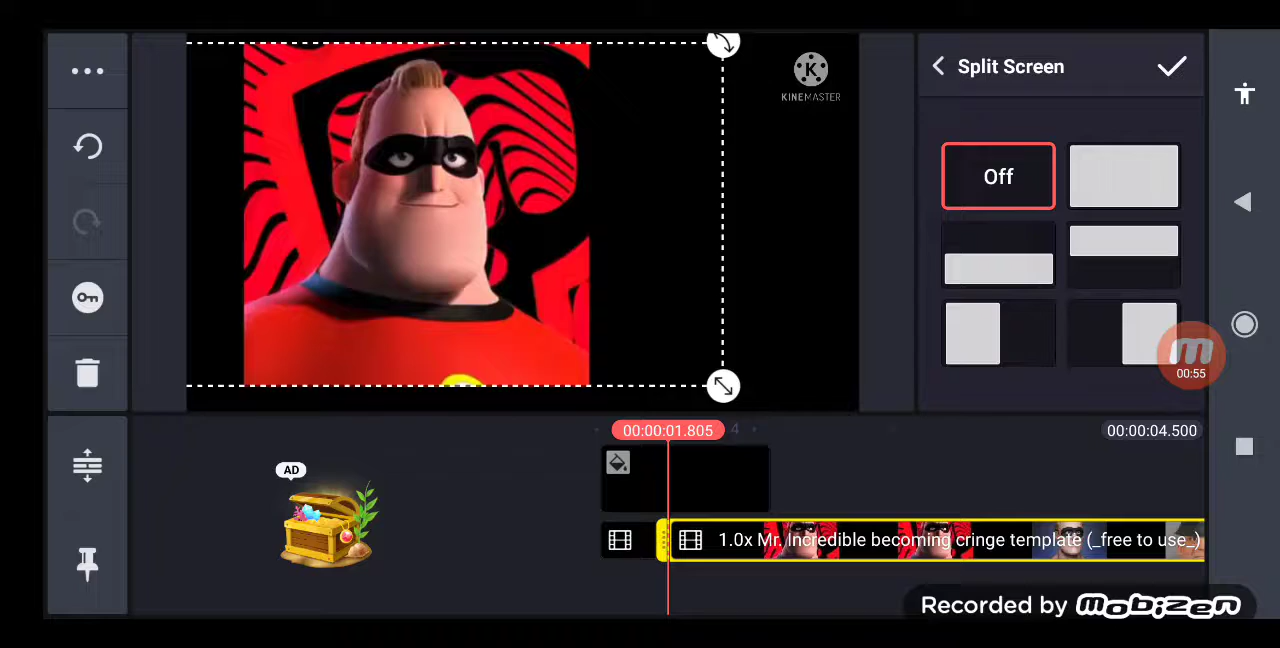 Split Screen
K
KINEMASTER
Off
M
00:55
00:00:01.805
4
00:00:04.500
AD
1.0x Mr. Incredible becoming cringe template (_free to use_)
Recorded by MOBIZEN